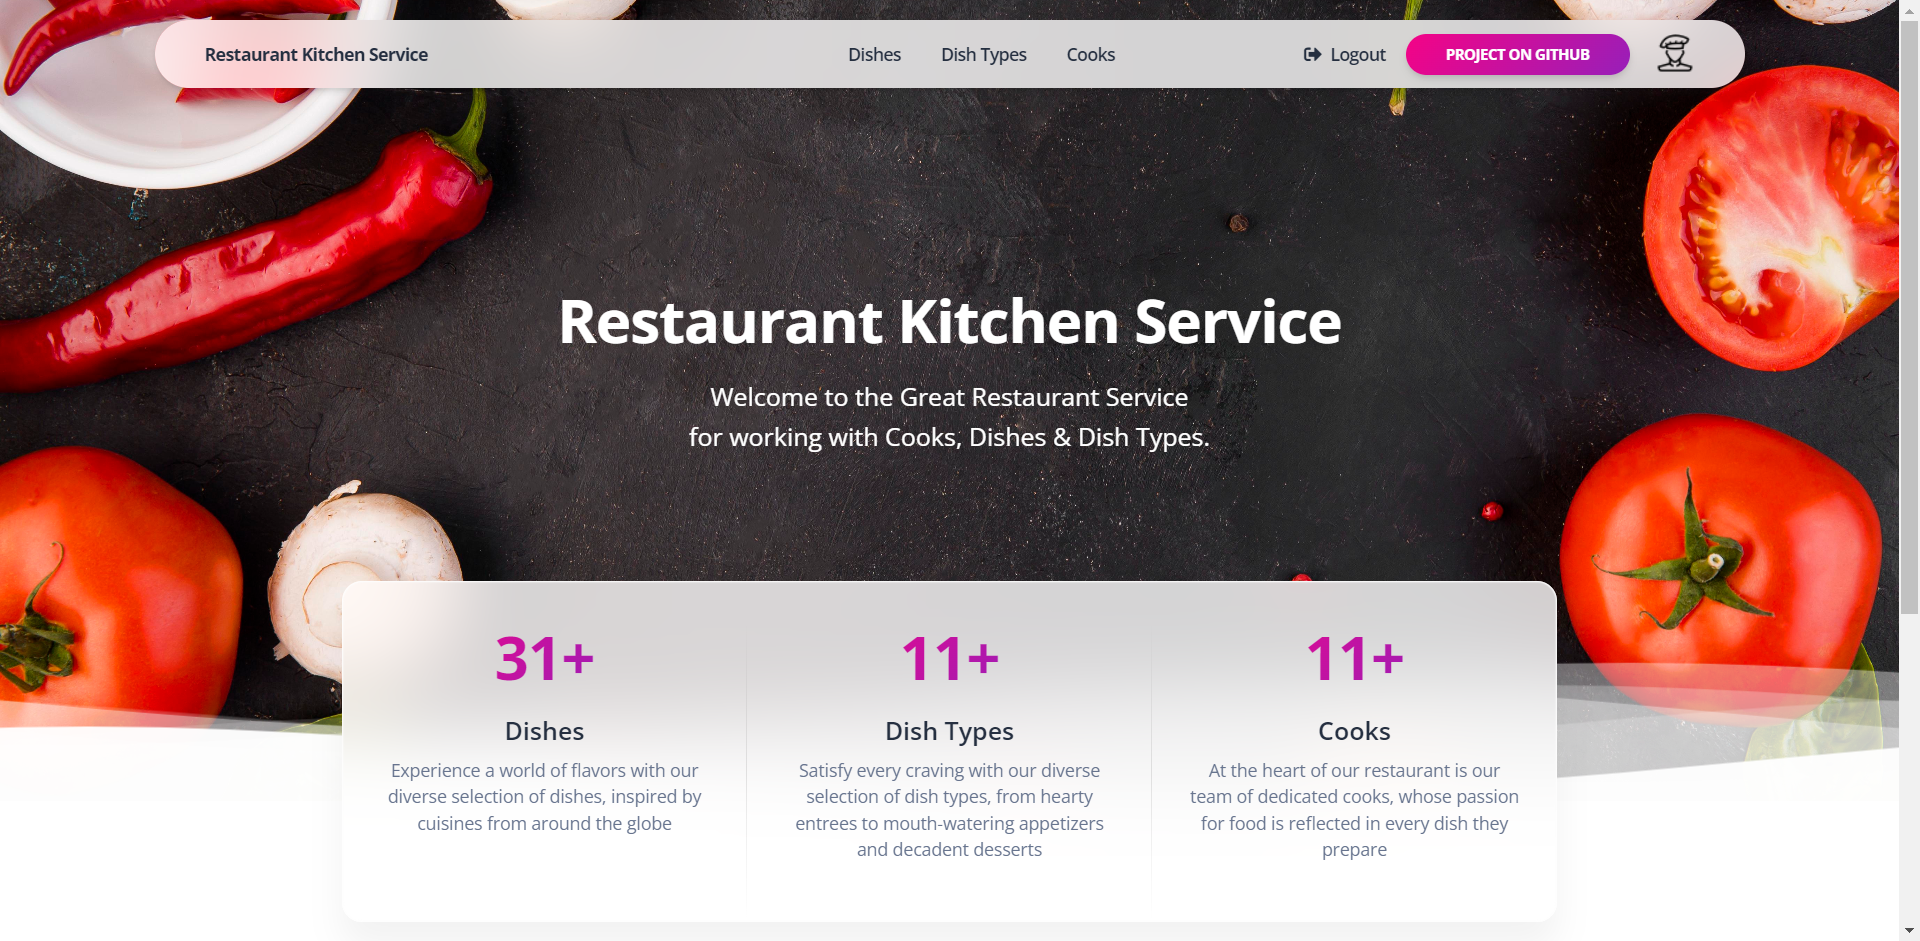 Restaurant Kitchen Service
Dishes
Dish Types
Cooks
Logout
PROJECT ON GITHUB
Restaurant Kitchen Service
Welcome to the Great Restaurant Service
for working with Cooks, Dishes & Dish Types.
31+
Dishes
Experience a world of flavors with our
diverse selection of dishes, inspired by
cuisines from around the globe
11+
Dish Types
Satisfy every craving with our diverse
selection of dish types, from hearty
entrees to mouth-watering appetizers
and decadent desserts
11+
Cooks
At the heart of our restaurant is our
team of dedicated cooks, whose passion
for food is reflected in every dish they
prepare